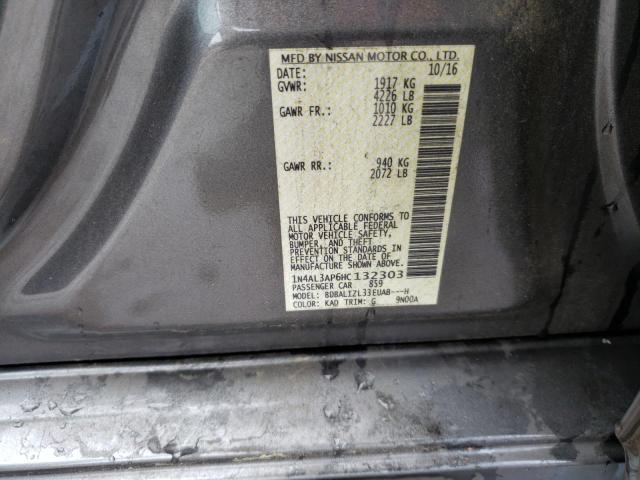 MFD BY NISSAN MOTOR CO., LTD.
DATE: 10/16
GVWR: 1917 KG
4226 LB
GAWR FR.: 1010 KG
2227 LB
GAWR RR.: 940 KG
2072 LB
THIS VEHICLE CONFORMS TO
ALL APPLICABLE FEDERAL
MOTOR VEHICLE SAFETY,
BUMPER, AND THEFT
PREVENTION STANDARDS IN
EFFECT ON THE DATE OF
MANUFACTURE SHOWN ABOVE.
1N4AL3AP6HC132303
PASSENGER CAR 859
MODEL: BDBALIZL33EUAB---H
COLOR: KAD TRIM: G 9N00A